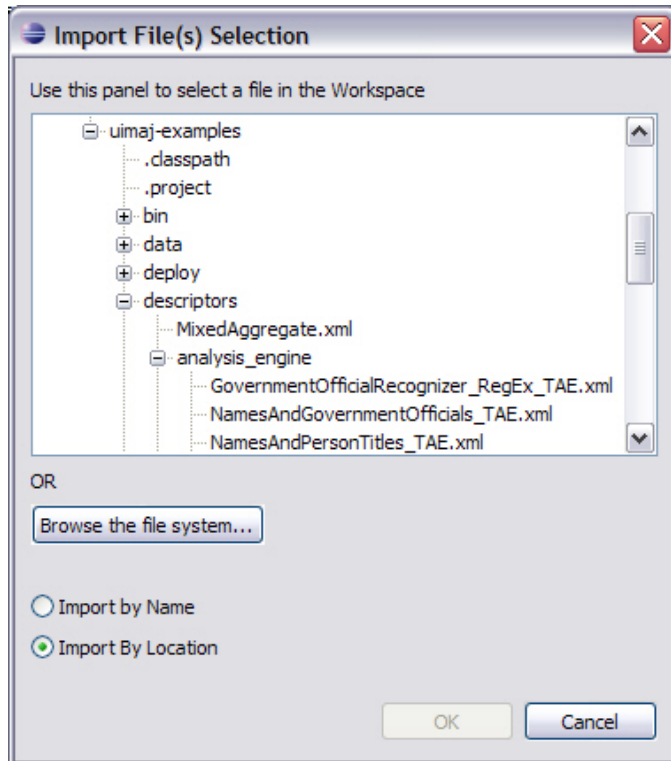 Import File(s) Selection
Use this panel to select a file in the Workspace
uimaj-examples
.classpath
.project
bin
data
deploy
descriptors
MixedAggregate.xml
analysis_engine
GovernmentOfficialRecognizer_RegEx_TAE.xml
NamesAndGovernmentOfficials_TAE.xml
NamesAndPersonTitles_TAE.xml
OR
Browse the file system...
Import by Name
Import By Location
OK Cancel